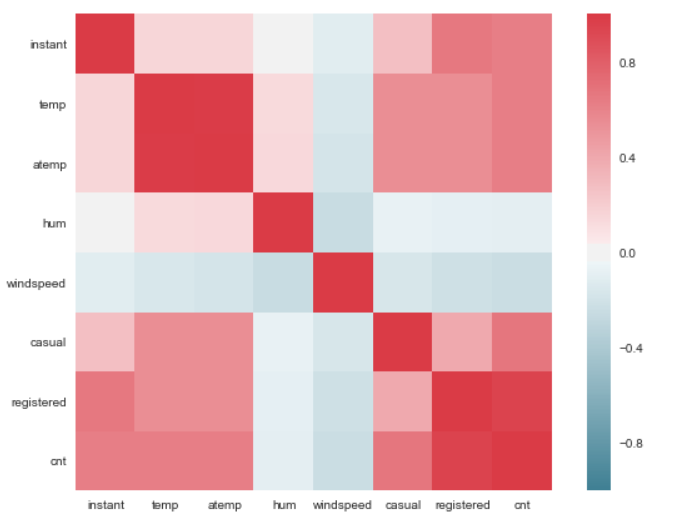 instant
temp
atemp
hum
windspeed
casual
registered
cnt
instant temp atemp hum windspeed casual registered cnt
0.8
0.4
0.0
−0.4
−0.8